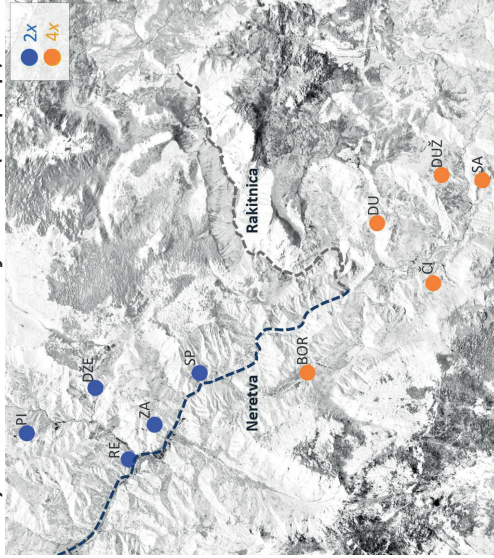 2x
4x
PI
DŽE
ZA
RE
SP
Neretva
Rakitnica
BOR
DU
DUŽ
ČI
SA